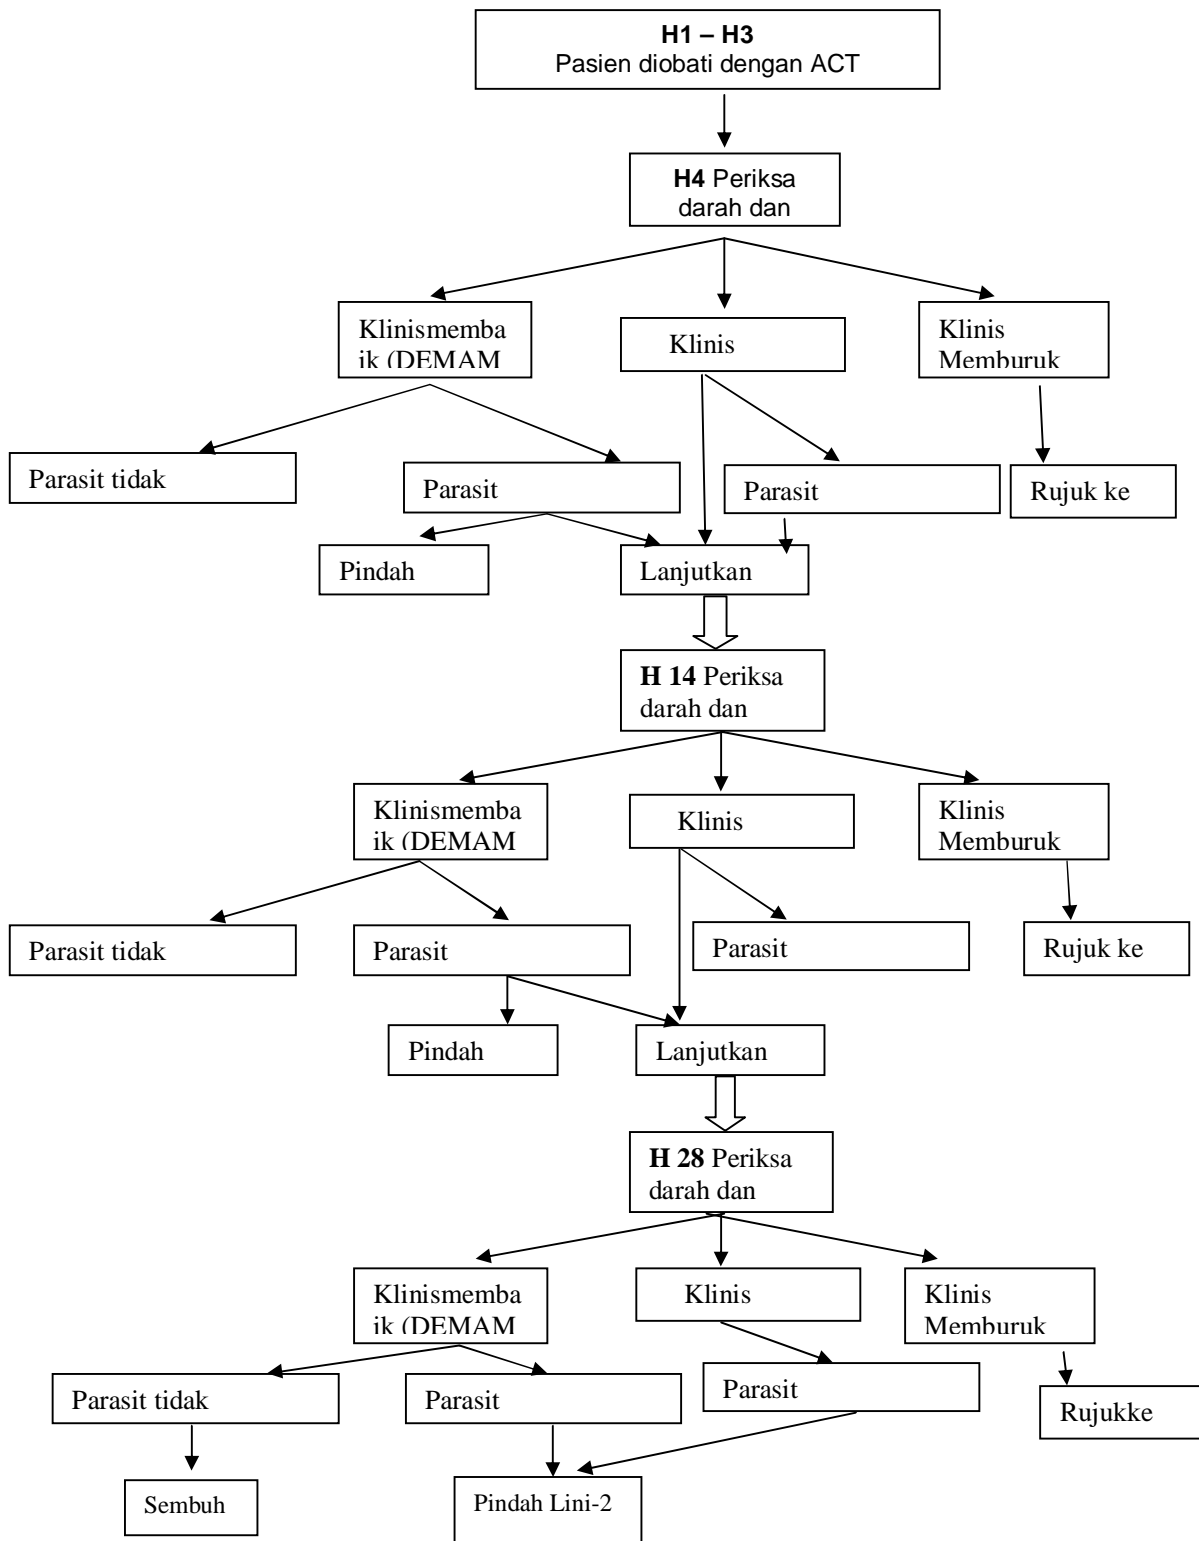 H1 – H3
Pasien diobati dengan ACT
H4 Periksa
darah dan
Klinismemba
ik (DEMAM
Klinis
Klinis
Memburuk
Parasit tidak
Parasit
Parasit
Rujuk ke
Pindah
Lanjutkan
H 14 Periksa
darah dan
Klinismemba
ik (DEMAM
Klinis
Klinis
Memburuk
Parasit tidak
Parasit
Parasit
Rujuk ke
Pindah
Lanjutkan
H 28 Periksa
darah dan
Klinismemba
ik (DEMAM
Klinis
Klinis
Memburuk
Parasit tidak
Parasit
Parasit
Rujukke
Sembuh
Pindah Lini-2